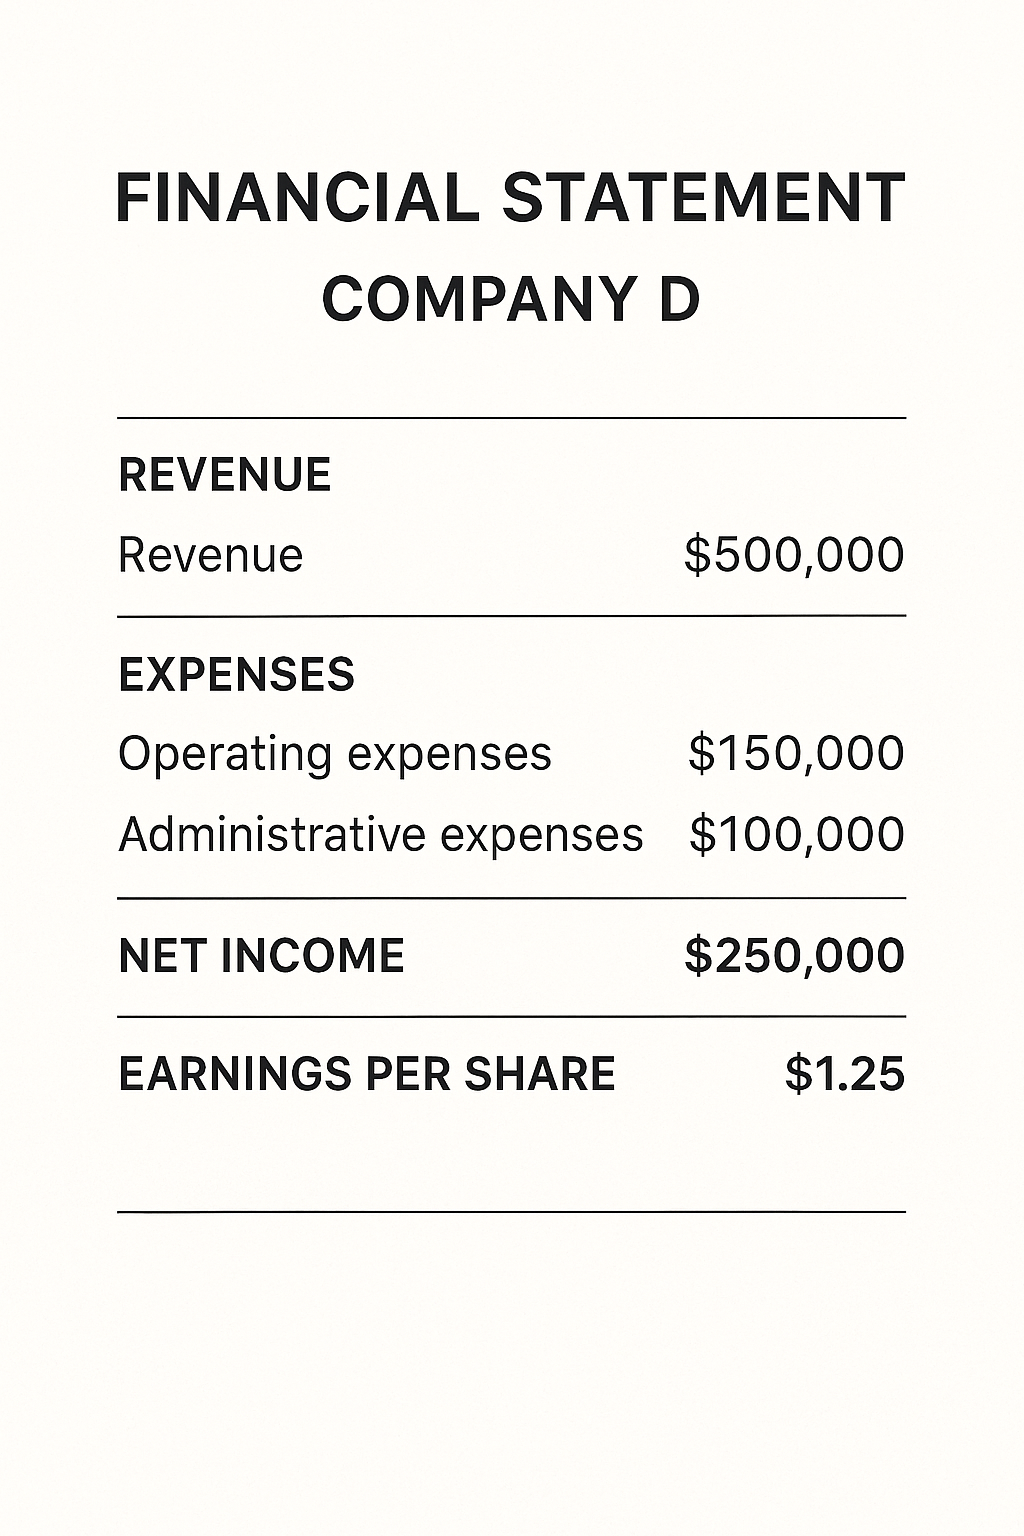 FINANCIAL STATEMENT
COMPANY D
REVENUE
Revenue $500,000
EXPENSES
Operating expenses $150,000
Administrative expenses $100,000
NET INCOME $250,000
EARNINGS PER SHARE $1.25